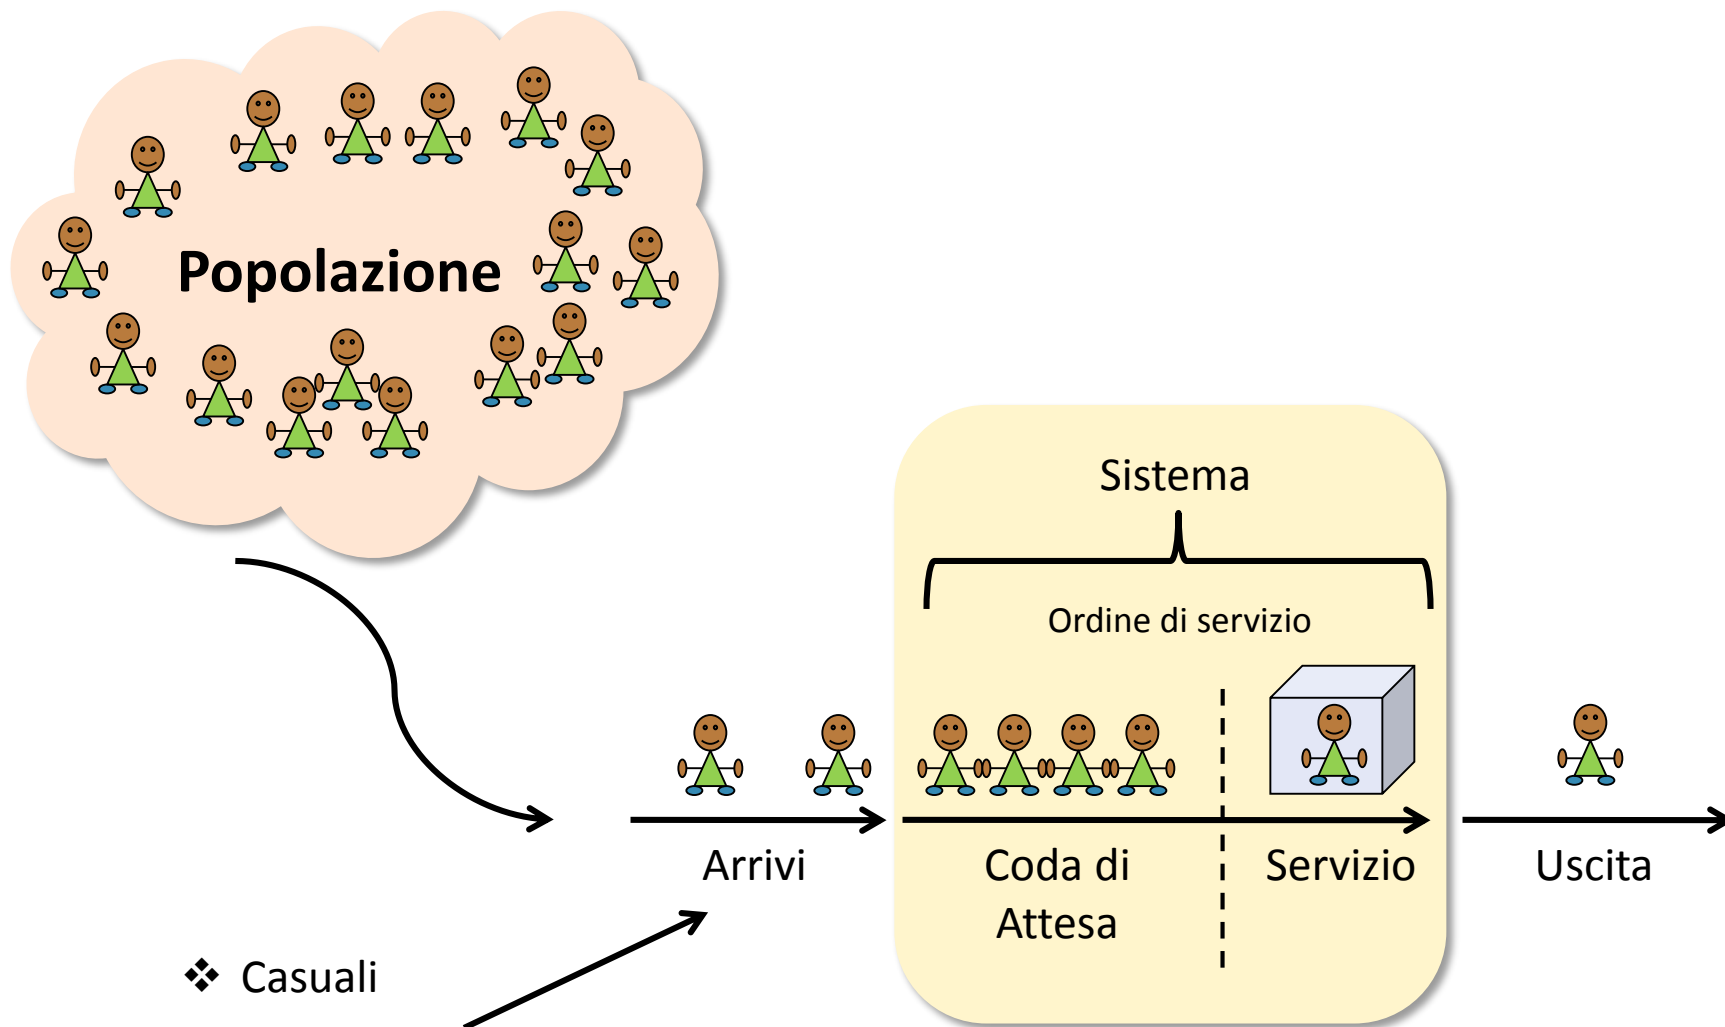 Popolazione
Sistema
Ordine di servizio
Arrivi
Coda di
Attesa
Servizio
Uscita
❖ Casuali